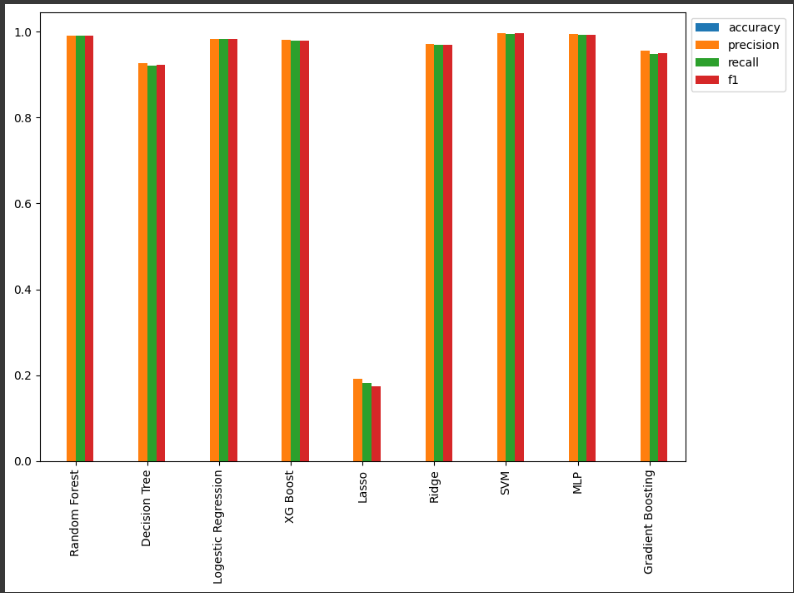 1.0
0.8
0.6
0.4
0.2
0.0
accuracy
precision
recall
f1
Random Forest
Decision Tree
Logestic Regression
XG Boost
Lasso
Ridge
SVM
MLP
Gradient Boosting